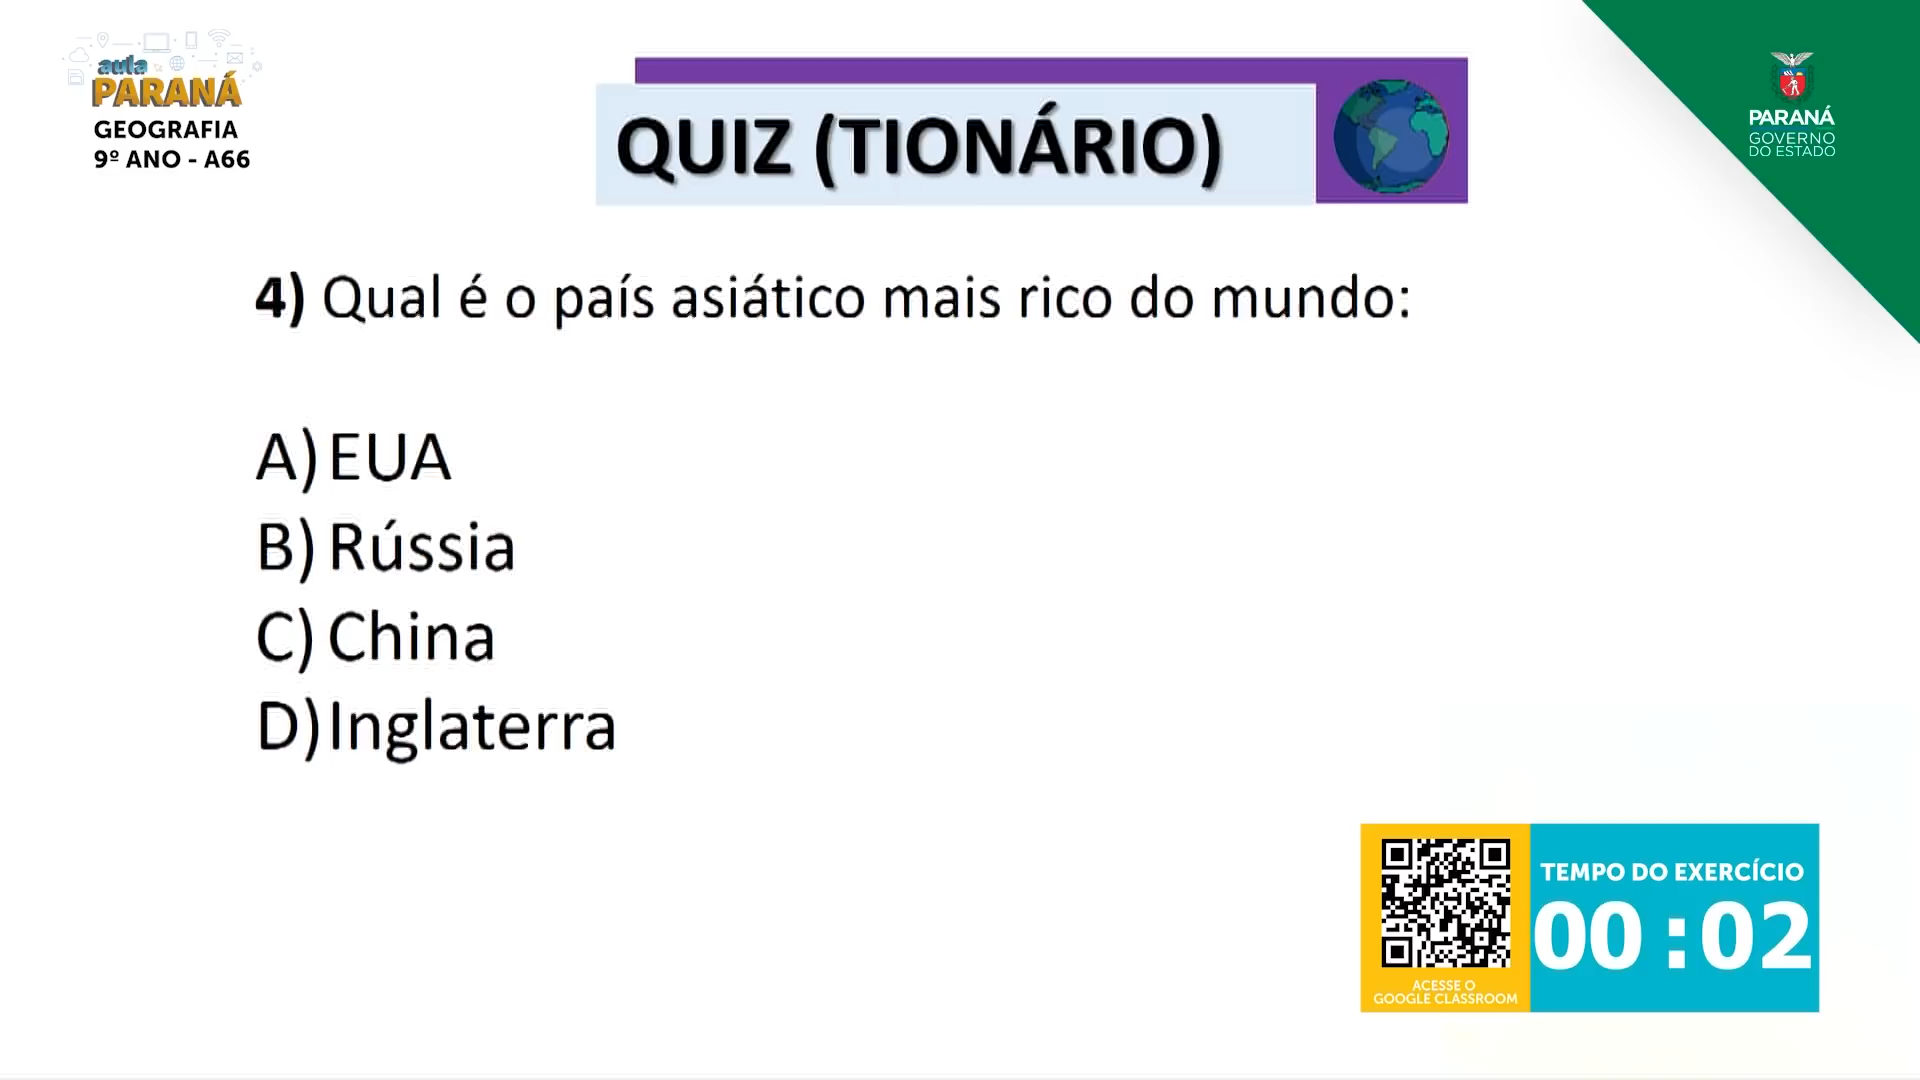 aula
PARANÁ
GEOGRAFIA
9º ANO - A66
QUIZ (TIONÁRIO)
PARANÁ
GOVERNO
DO ESTADO
4) Qual é o país asiático mais rico do mundo:
A) EUA
B) Rússia
C) China
D) Inglaterra
TEMPO DO EXERCÍCIO
00 : 02
ACESSE O
GOOGLE CLASSROOM